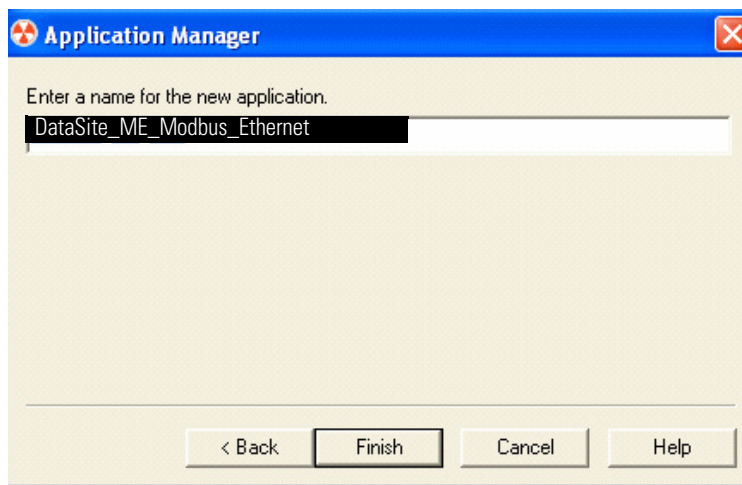 Application Manager
Enter a name for the new application.
DataSite_ME_Modbus_Ethernet
< Back Finish Cancel Help